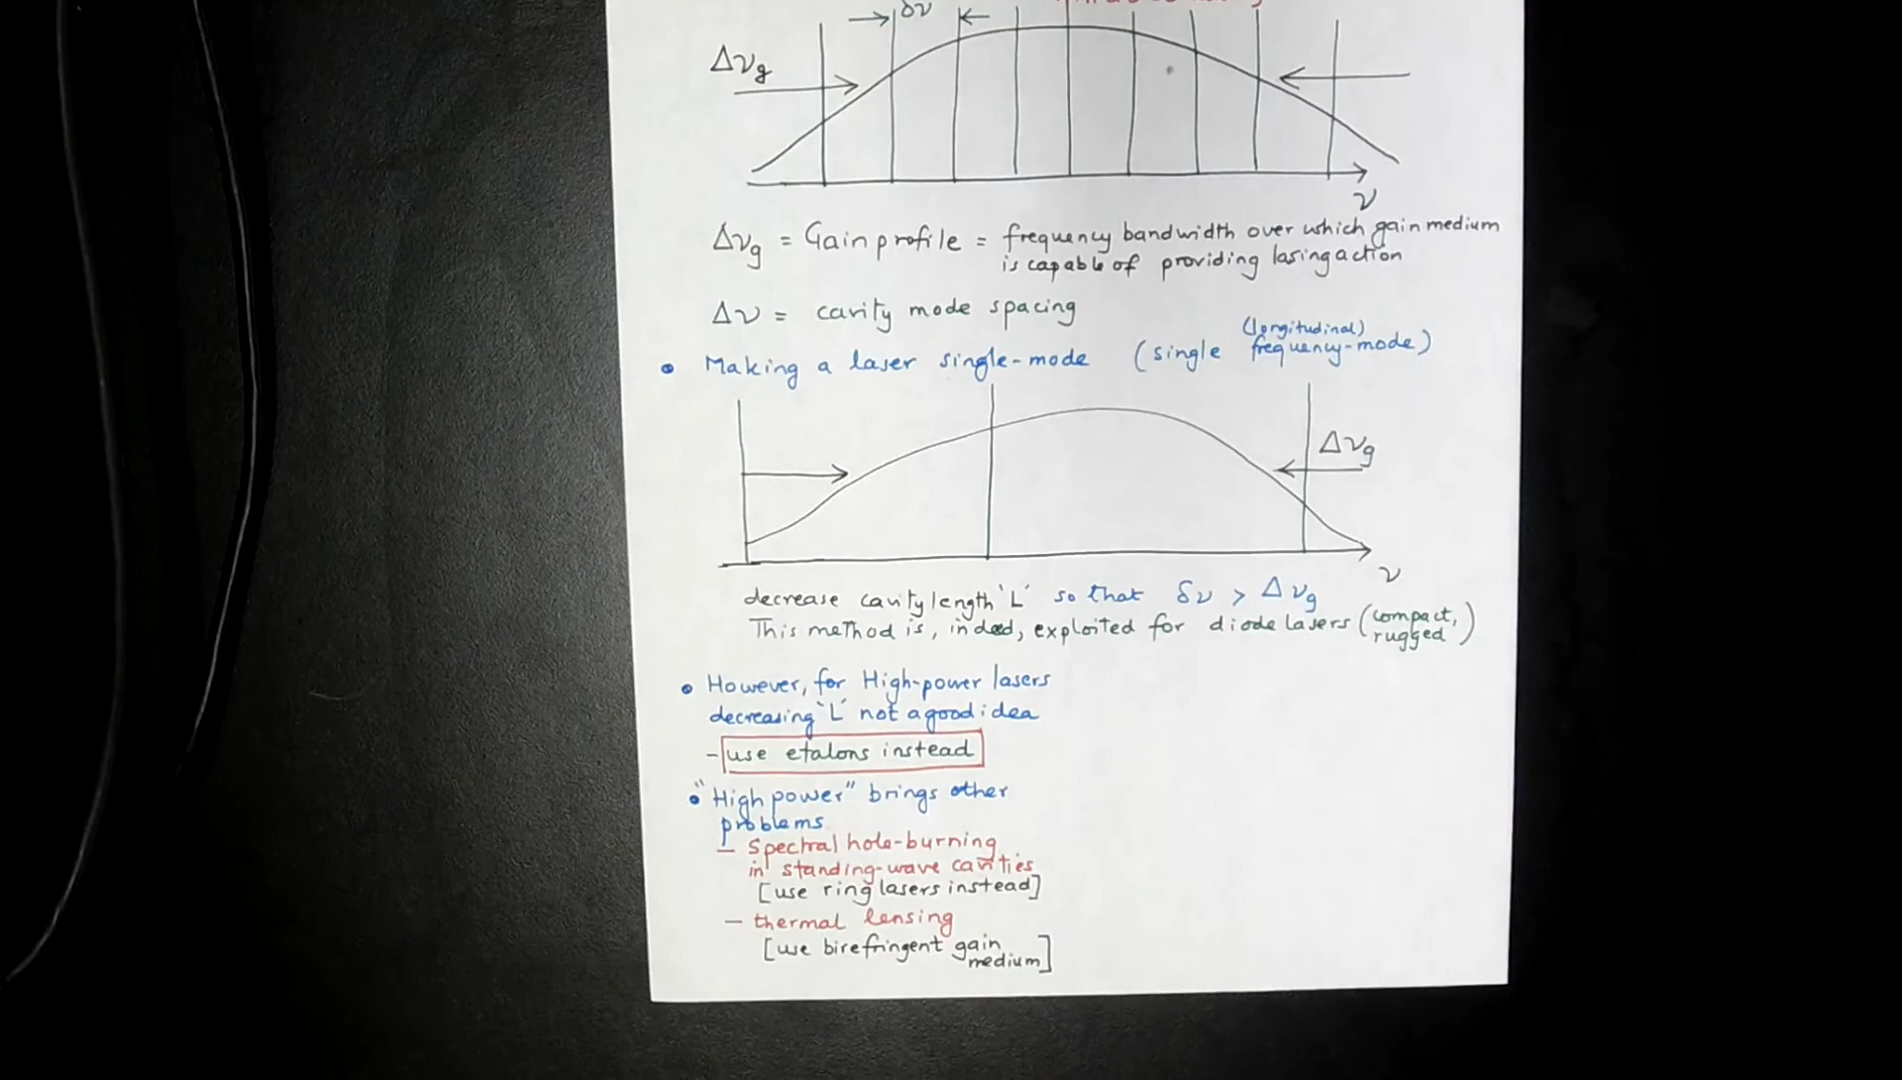 δν
Δνg
ν
Δνg = Gain profile = frequency bandwidth over which gain medium
is capable of providing lasing action
Δν = cavity mode spacing
(longitudinal)
• Making a laser single-mode (single frequency-mode)
Δνg
ν
decrease cavity length 'L' so that δν > Δνg
This method is, indeed, exploited for diode lasers (compact,
rugged)
• However, for High-power lasers
decreasing 'L' not a good idea
- use etalons instead
• "High power" brings other
problems
- Spectral hole-burning
in standing-wave cavities
[use ring lasers instead]
- thermal lensing
[use birefringent gain
medium]